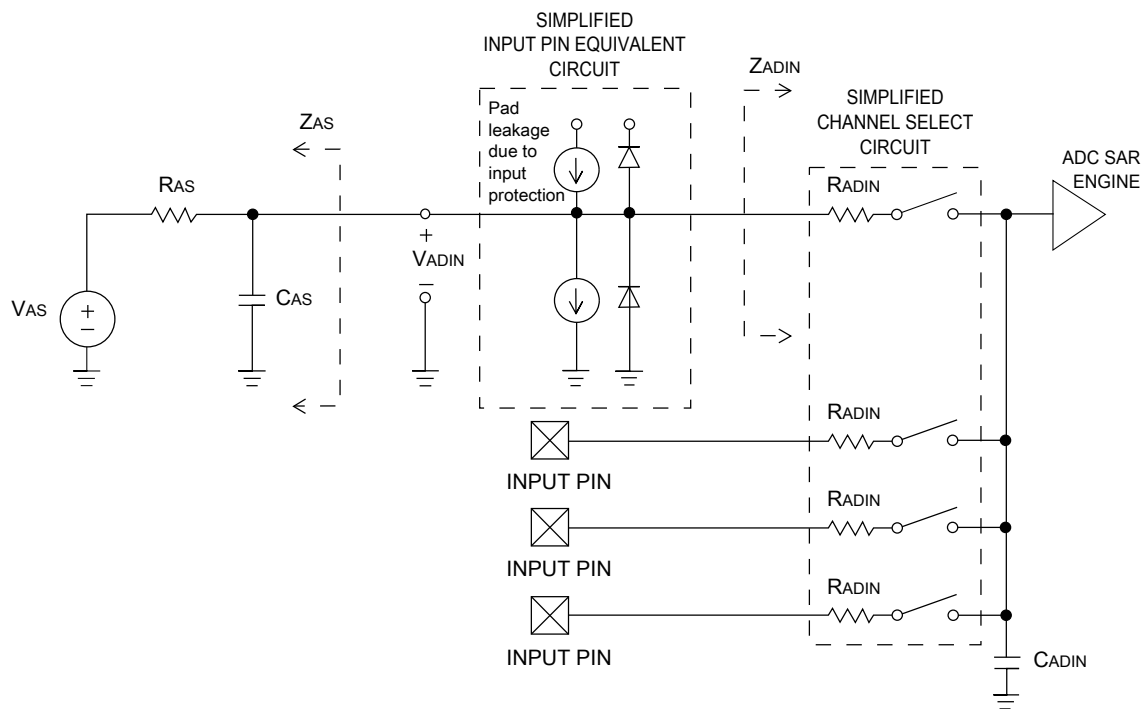 SIMPLIFIED
INPUT PIN EQUIVALENT
CIRCUIT
ZADIN
SIMPLIFIED
CHANNEL SELECT
CIRCUIT
ADC SAR
ENGINE
Pad
leakage
due to
input
protection
ZAS
RAS
RADIN
+
VADIN
−
CAS
VAS
+
−
RADIN
INPUT PIN
RADIN
INPUT PIN
RADIN
INPUT PIN
CADIN